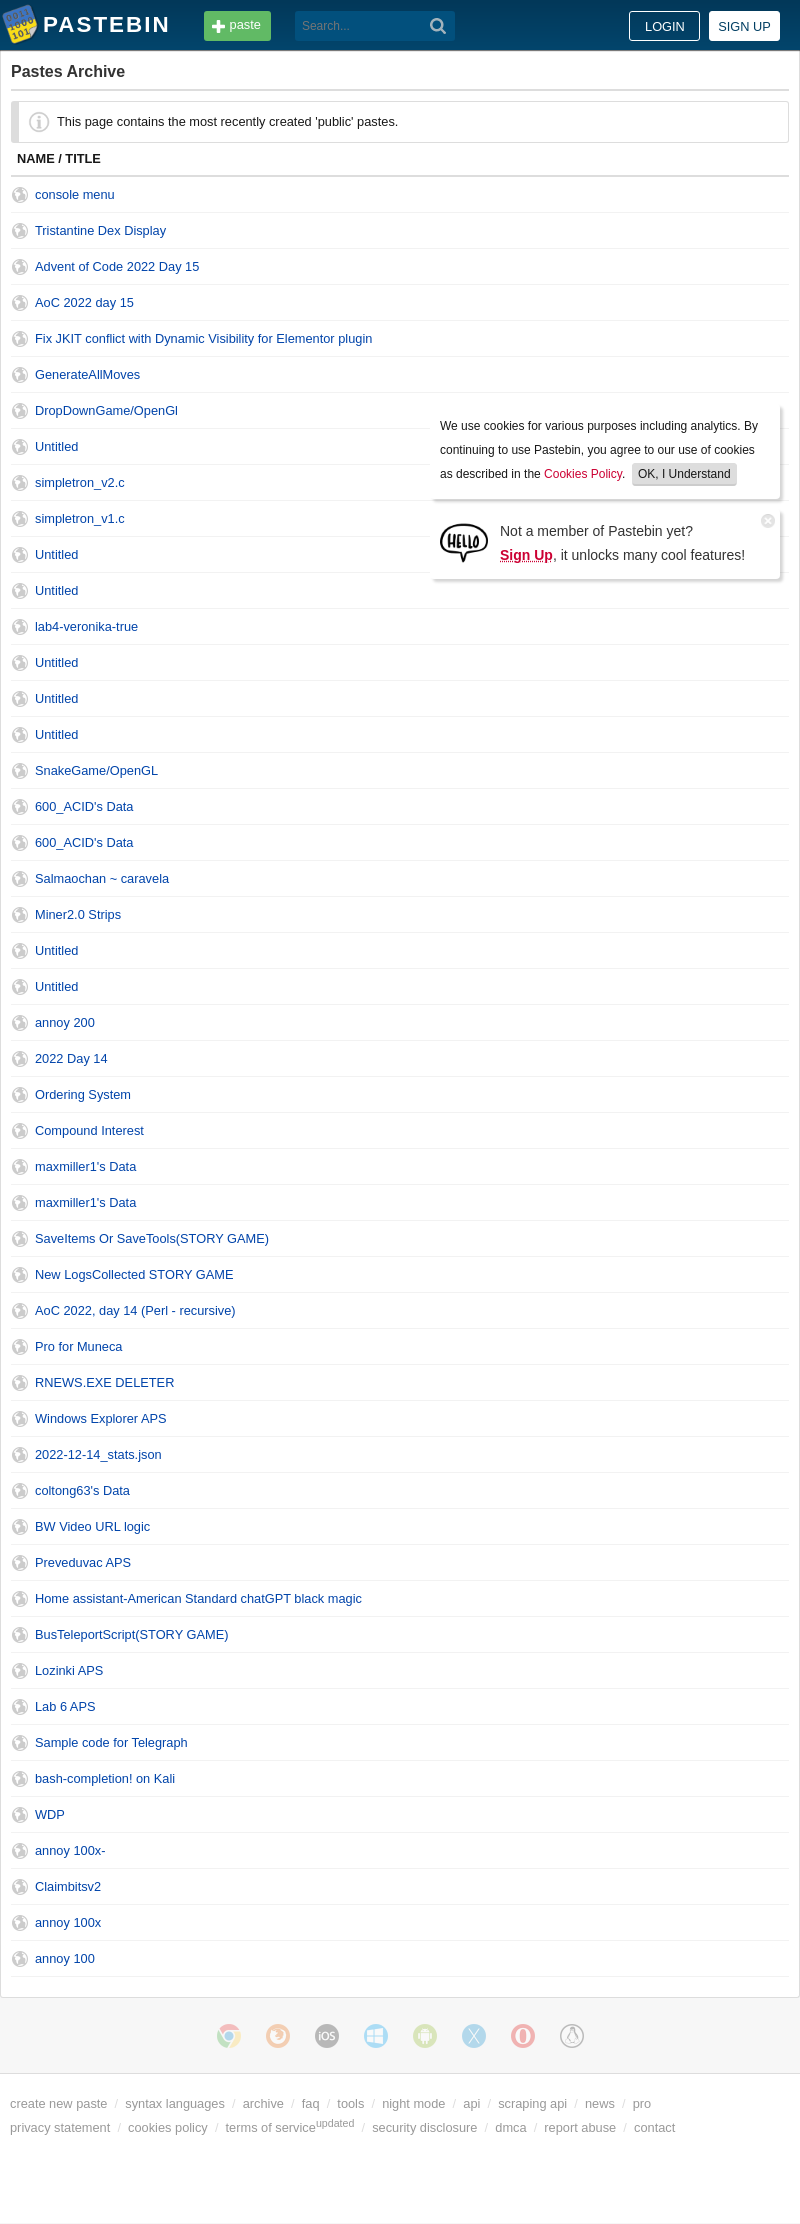 PASTEBIN paste Search... LOGIN SIGN UP
Pastes Archive
This page contains the most recently created 'public' pastes.
NAME / TITLE
console menu
Tristantine Dex Display
Advent of Code 2022 Day 15
AoC 2022 day 15
Fix JKIT conflict with Dynamic Visibility for Elementor plugin
GenerateAllMoves
DropDownGame/OpenGl
Untitled
simpletron_v2.c
simpletron_v1.c
Untitled
Untitled
We use cookies for various purposes including analytics. By
continuing to use Pastebin, you agree to our use of cookies
as described in the Cookies Policy. OK, I Understand
HELLO
Not a member of Pastebin yet?
Sign Up, it unlocks many cool features!
lab4-veronika-true
Untitled
Untitled
Untitled
SnakeGame/OpenGL
600_ACID's Data
600_ACID's Data
Salmaochan ~ caravela
Miner2.0 Strips
Untitled
Untitled
annoy 200
2022 Day 14
Ordering System
Compound Interest
maxmiller1's Data
maxmiller1's Data
SaveItems Or SaveTools(STORY GAME)
New LogsCollected STORY GAME
AoC 2022, day 14 (Perl - recursive)
Pro for Muneca
RNEWS.EXE DELETER
Windows Explorer APS
2022-12-14_stats.json
coltong63's Data
BW Video URL logic
Preveduvac APS
Home assistant-American Standard chatGPT black magic
BusTeleportScript(STORY GAME)
Lozinki APS
Lab 6 APS
Sample code for Telegraph
bash-completion! on Kali
WDP
annoy 100x-
Claimbitsv2
annoy 100x
annoy 100
iOS
create new paste / syntax languages / archive / faq / tools / night mode / api / scraping api / news / pro
privacy statement / cookies policy / terms of serviceupdated / security disclosure / dmca / report abuse / contact